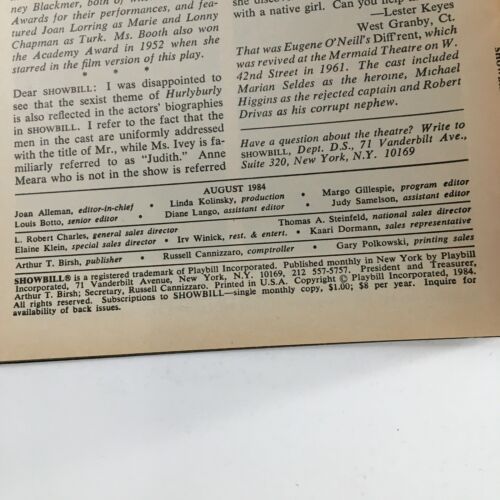 ney Blackmer, both of
Awards for their performances, and fea-
tured Joan Lorring as Marie and Lonny
Chapman as Turk. Ms. Booth also won
the Academy Award in 1952 when she
starred in the film version of this play.
* * *
Dear SHOWBILL: I was disappointed to
see that the sexist theme of Hurlyburly
is also reflected in the actors' biographies
in SHOWBILL. I refer to the fact that the
men in the cast are uniformly addressed
with the title of Mr., while Ms. Ivey is fa-
miliarly referred to as "Judith." Anne
Meara who is not in the show is referred
with a native girl. Can you help
—Lester Keyes
West Granby, Ct.
That was Eugene O'Neill's Diff'rent, which
was revived at the Mermaid Theatre on W.
42nd Street in 1961. The cast included
Marian Seldes as the heroine, Michael
Higgins as the rejected captain and Robert
Drivas as his corrupt nephew.
Have a question about the theatre? Write to
SHOWBILL, Dept. D.S., 71 Vanderbilt Ave.,
Suite 320, New York, N.Y. 10169
AUGUST 1984
Joan Alleman, editor-in-chief • Linda Kolinsky, production • Margo Gillespie, program editor
Louis Botto, senior editor • Diane Lango, assistant editor • Judy Samelson, assistant editor
L. Robert Charles, general sales director • Thomas A. Steinfeld, national sales director
Elaine Klein, special sales director • Irv Winick, rest. & entert. • Kaari Dormann, sales representative
Arthur T. Birsh, publisher • Russell Cannizzaro, comptroller • Gary Polkowski, printing sales
SHOWBILL® is a registered trademark of Playbill Incorporated. Published monthly in New York by Playbill
Incorporated, 71 Vanderbilt Avenue, New York, N.Y. 10169, 212 557-5757. President and Treasurer,
Arthur T. Birsh; Secretary, Russell Cannizzaro. Printed in U.S.A. Copyright © Playbill Incorporated, 1984.
All rights reserved. Subscriptions to SHOWBILL—single monthly copy, $1.00; $8 per year. Inquire for
availability of back issues.